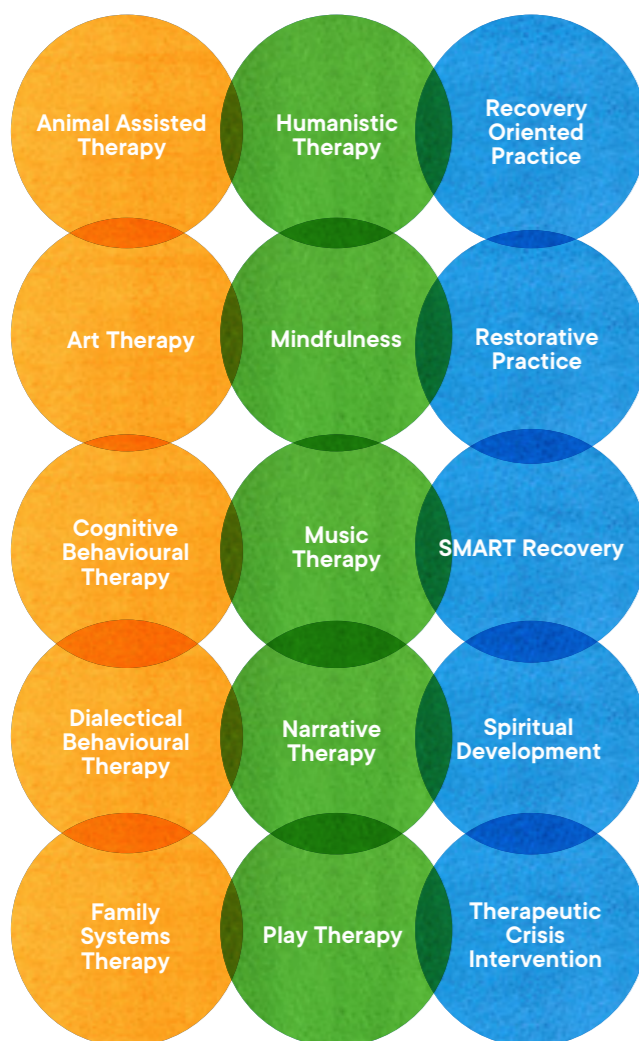 Animal Assisted
Therapy
Humanistic
Therapy
Recovery
Oriented
Practice
Art Therapy
Mindfulness
Restorative
Practice
Cognitive
Behavioural
Therapy
Music
Therapy
SMART Recovery
Dialectical
Behavioural
Therapy
Narrative
Therapy
Spiritual
Development
Family
Systems
Therapy
Play Therapy
Therapeutic
Crisis
Intervention